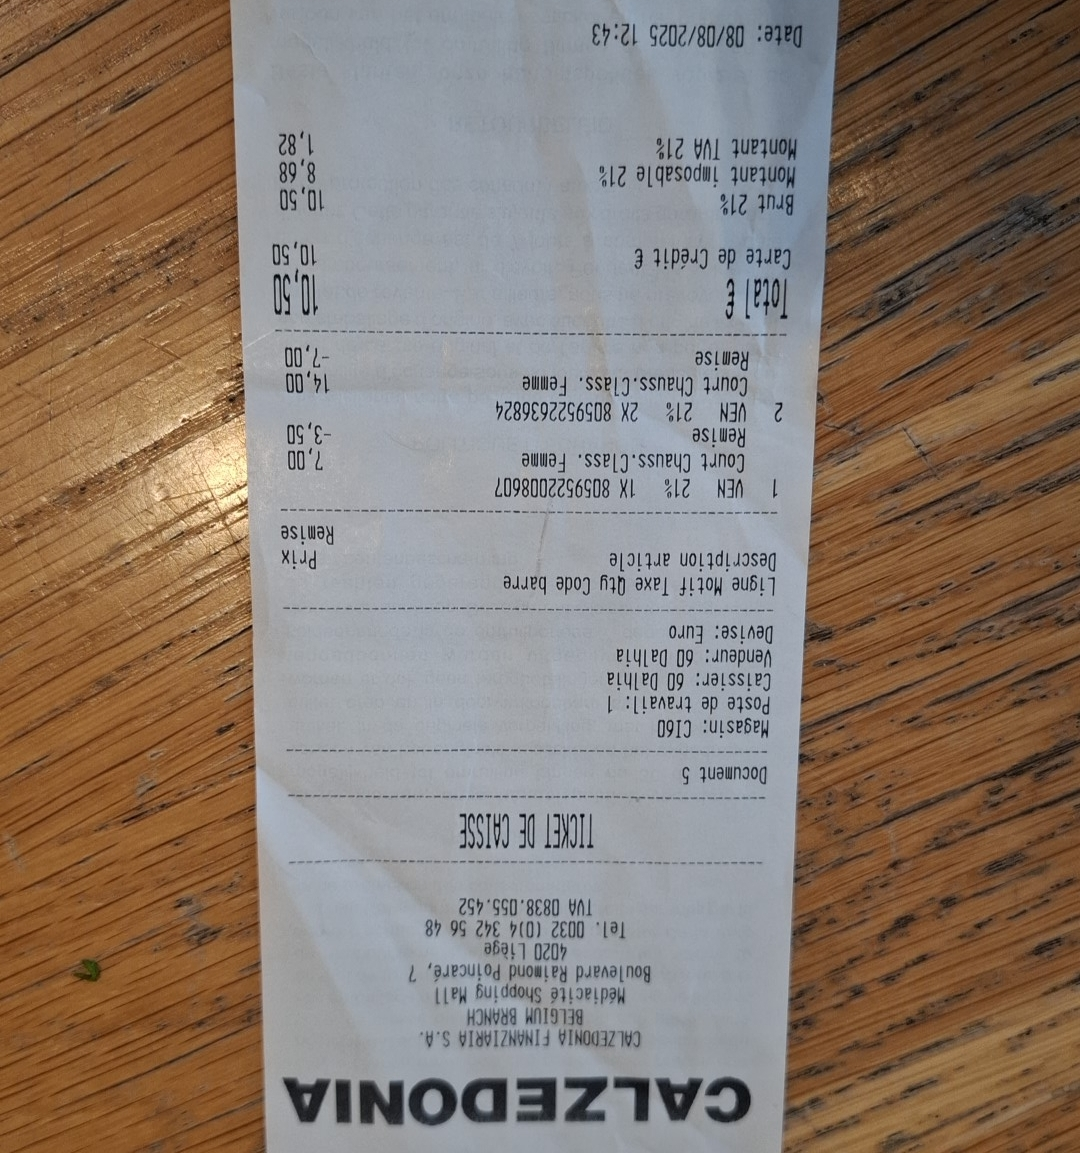 CALZEDONIA
CALZEDONIA FINANZIARIA S.A.
BELGIUM BRANCH
Médiacité Shopping Mall
Boulevard Raimond Poincaré, 7
4020 Liège
Tel. 0032 (0)4 342 56 48
TVA 0838.055.452
TICKET DE CAISSE
Document 5
Magasin: CI60
Poste de travail: 1
Caissier: 60 Dalhia
Vendeur: 60 Dalhia
Devise: Euro
Ligne Motif Taxe Qty Code barre
Description article Prix
Remise
1 VEN 21% 1X 8059522008607
Court Chauss.Class. Femme 7,00
Remise -3,50
2 VEN 21% 2X 8059522636824
Court Chauss.Class. Femme 14,00
Remise -7,00
Total € 10,50
Carte de Crédit € 10,50
Brut 21% 10,50
Montant imposable 21% 8,68
Montant TVA 21% 1,82
Date: 08/08/2025 12:43